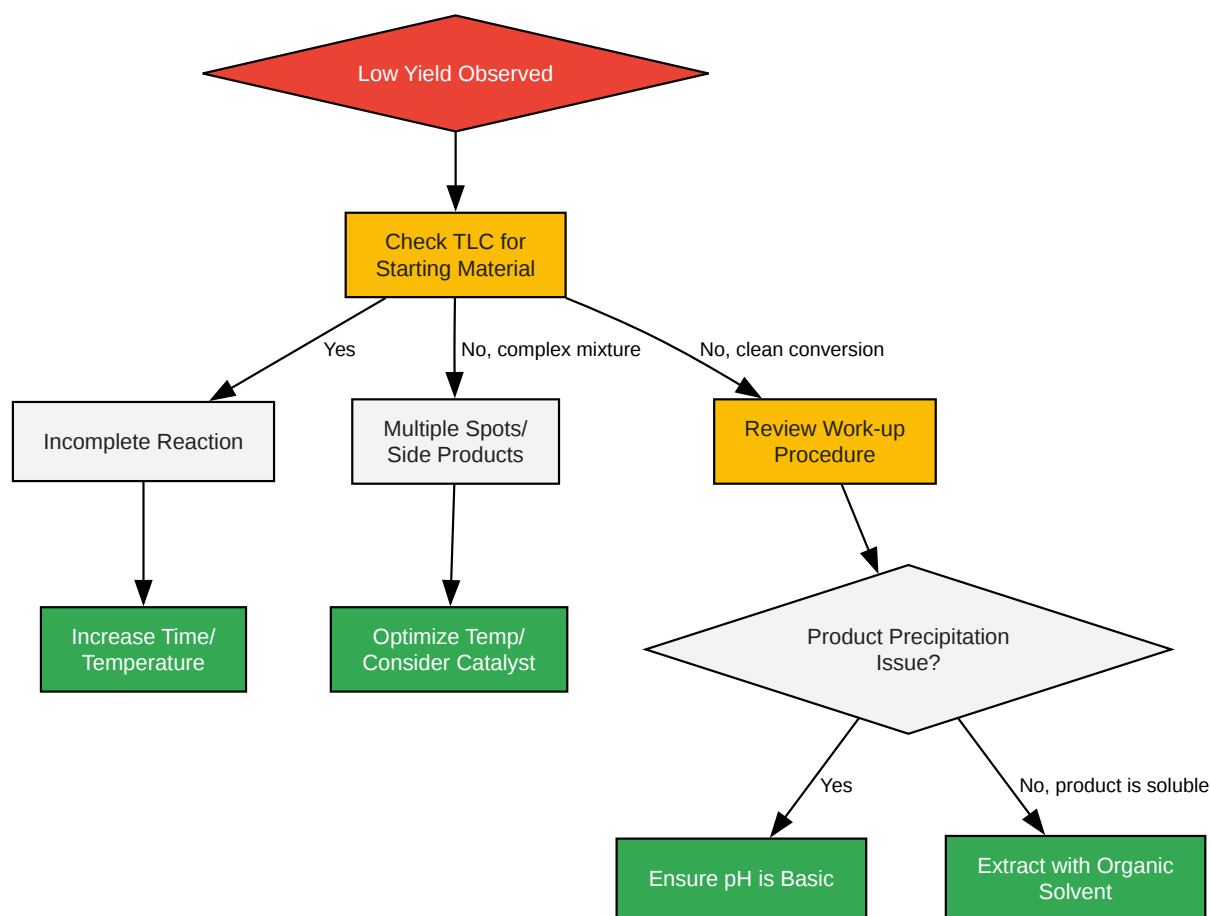 Low Yield Observed
Check TLC for
Starting Material
Yes
No, complex mixture
No, clean conversion
Incomplete Reaction
Multiple Spots/
Side Products
Review Work-up
Procedure
Increase Time/
Temperature
Optimize Temp/
Consider Catalyst
Product Precipitation
Issue?
Yes
No, product is soluble
Ensure pH is Basic
Extract with Organic
Solvent